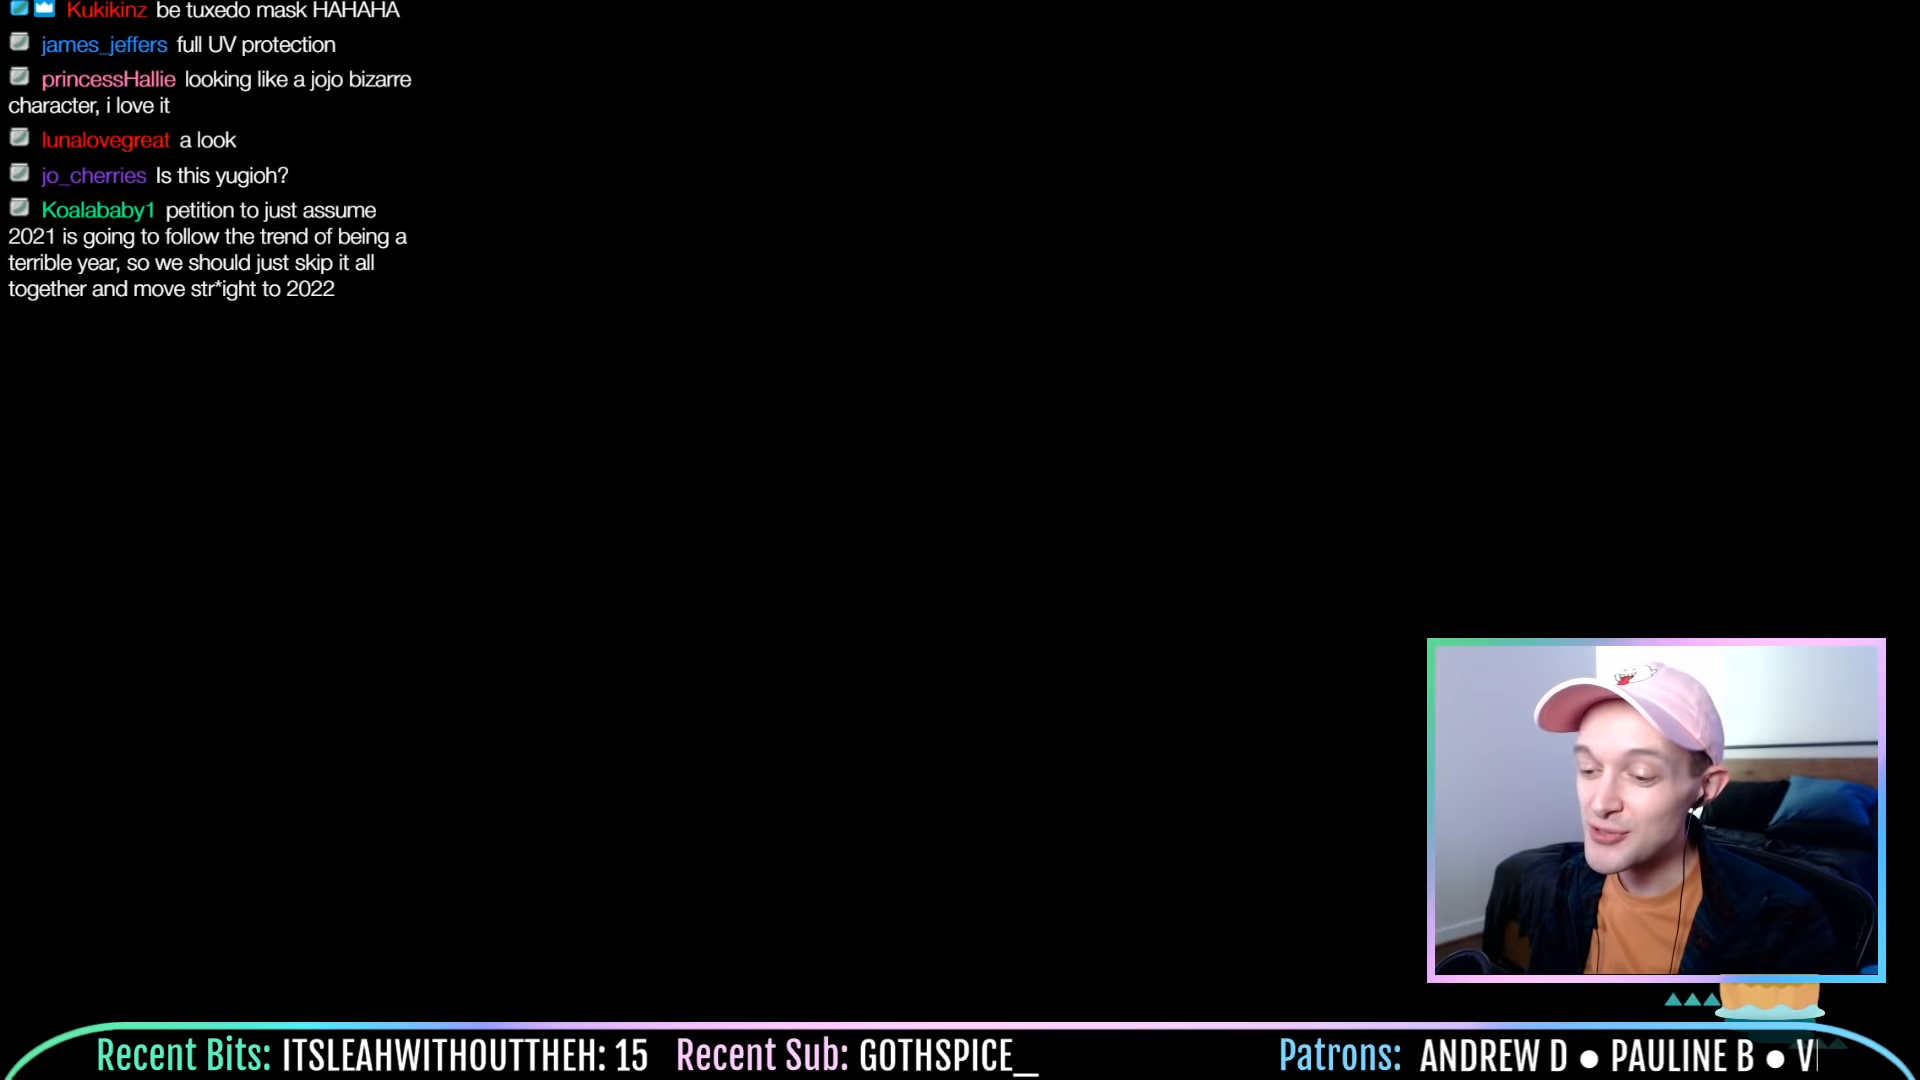 Kukikinz be tuxedo mask HAHAHA
james_jeffers full UV protection
princessHallie looking like a jojo bizarre
character, i love it
lunalovegreat a look
jo_cherries Is this yugioh?
Koalababy1 petition to just assume
2021 is going to follow the trend of being a
terrible year, so we should just skip it all
together and move str*ight to 2022
Recent Bits: ITSLEAHWITHOUTTHEH: 15 Recent Sub: GOTHSPICE__ Patrons: ANDREW D ● PAULINE B ● V